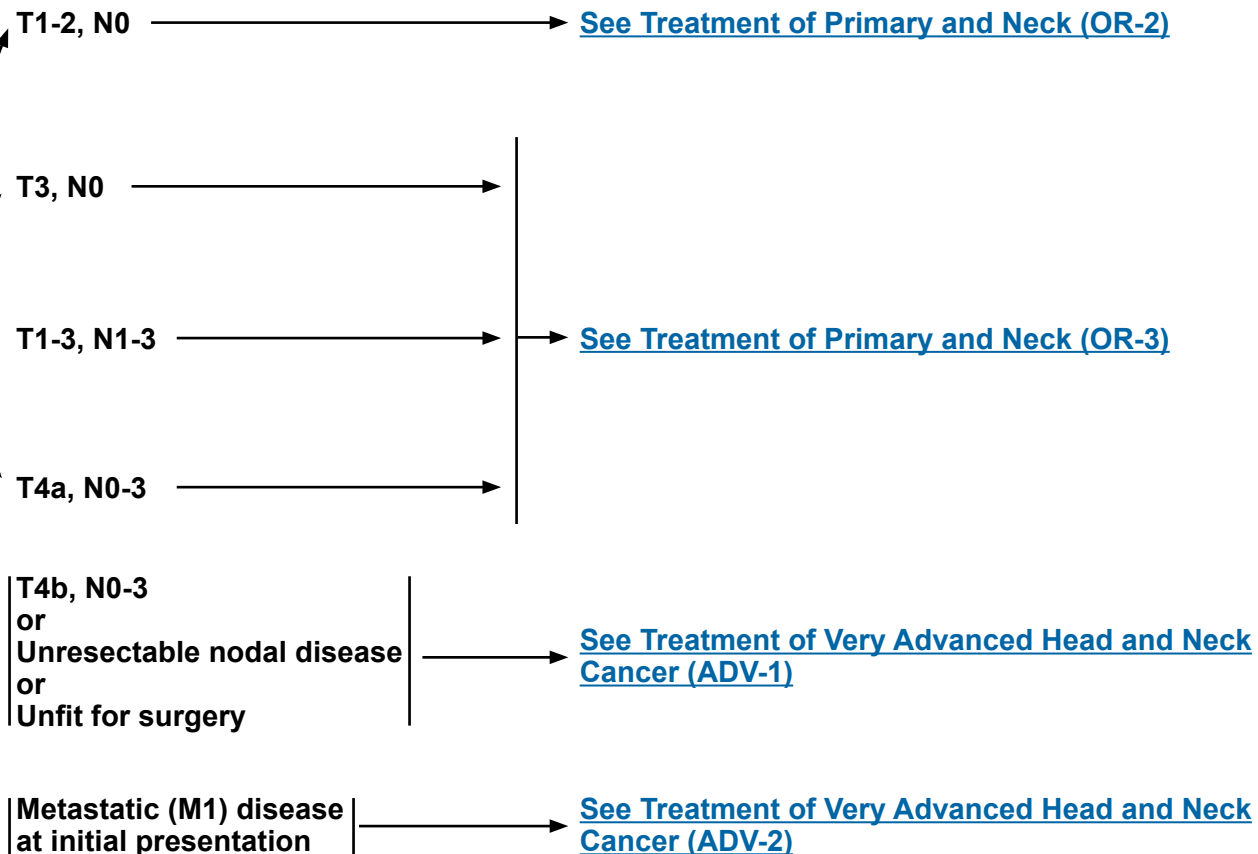 T1-2, N0
See Treatment of Primary and Neck (OR-2)
T3, N0
T1-3, N1-3
See Treatment of Primary and Neck (OR-3)
T4a, N0-3
T4b, N0-3
or
Unresectable nodal disease
or
Unfit for surgery
See Treatment of Very Advanced Head and Neck
Cancer (ADV-1)
Metastatic (M1) disease
at initial presentation
See Treatment of Very Advanced Head and Neck
Cancer (ADV-2)